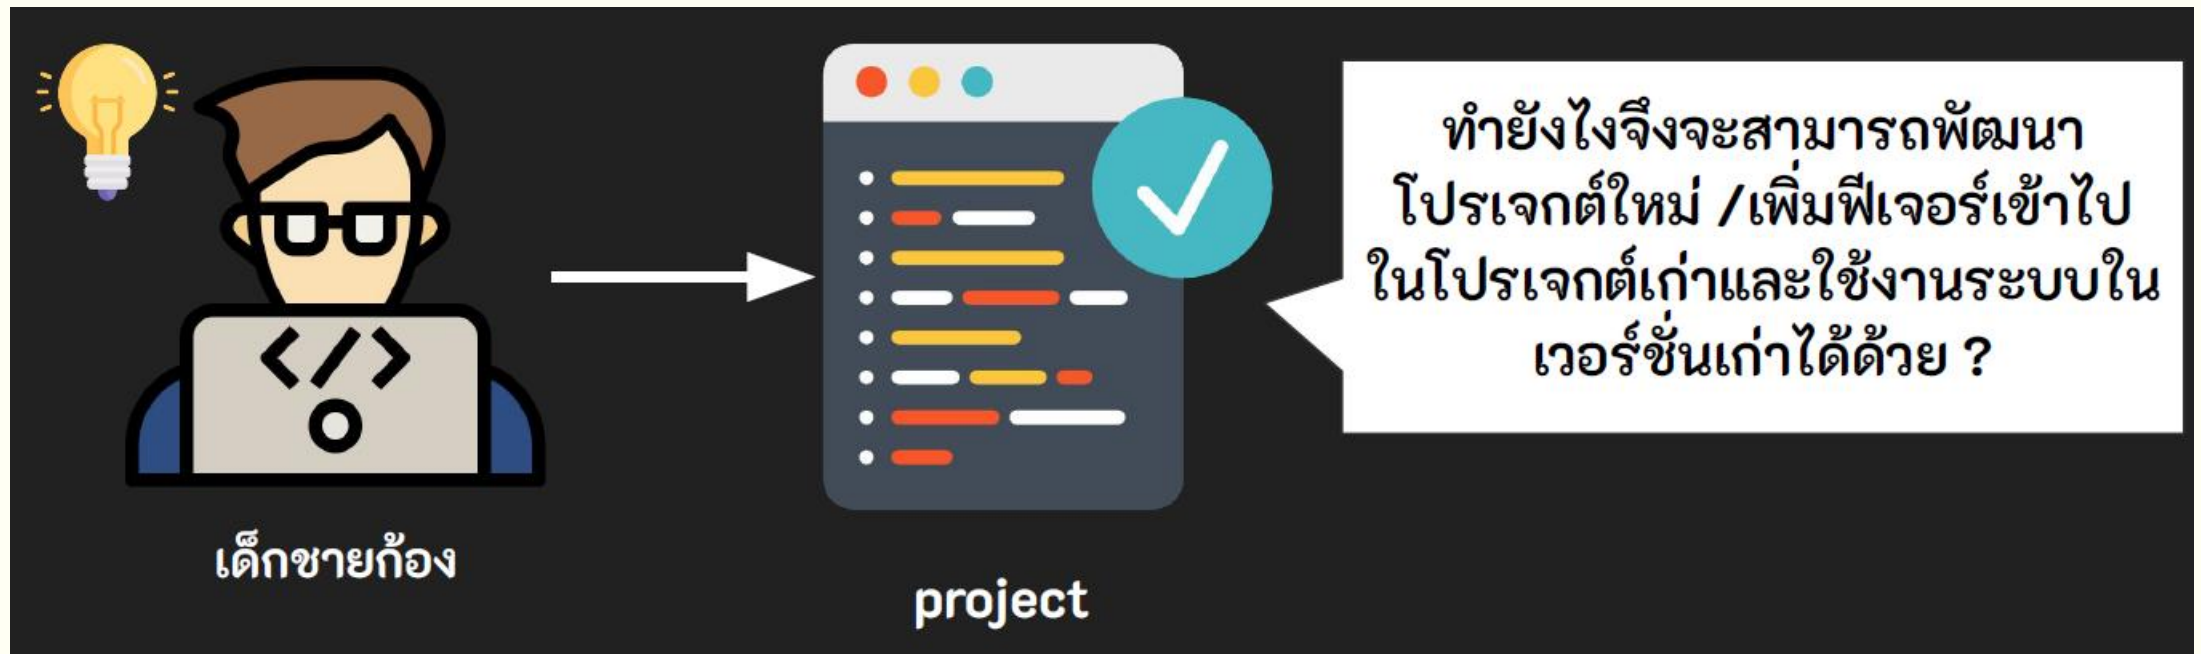 ทำยังไงจึงจะสามารถพัฒนา
โปรเจกต์ใหม่ /เพิ่มฟีเจอร์เข้าไป
ในโปรเจกต์เก่าและใช้งานระบบใน
เวอร์ชั่นเก่าได้ด้วย ?
</>
เด็กชายก้อง
project